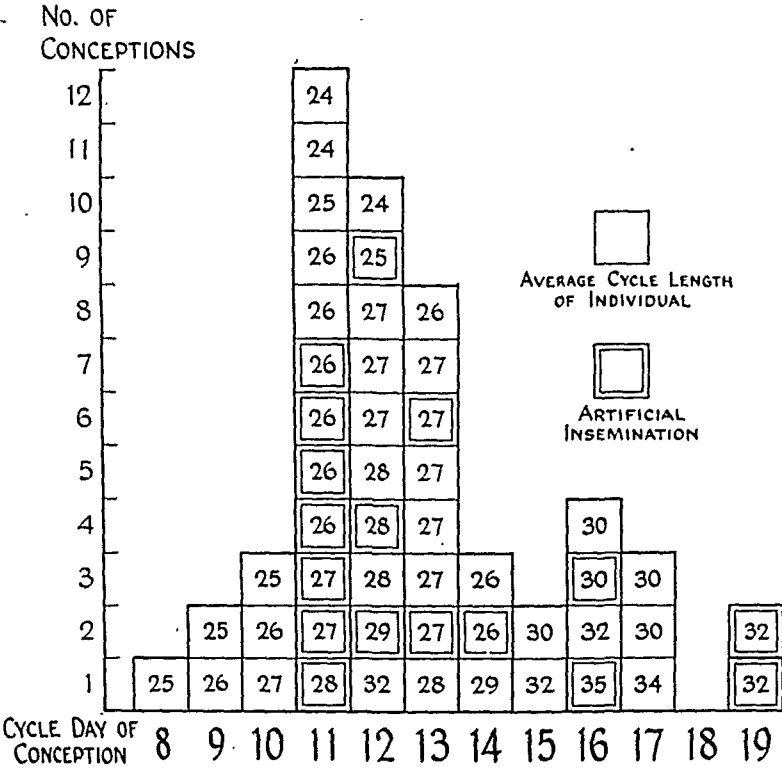 No. of
Conceptions
12 24
11 24
10 25 24
9 26 25
Average Cycle Length
of Individual
8 26 27 26
7 26 27 27
6 26 27 27
Artificial
Insemination
5 26 28 27
4 26 28 27 30
3 25 27 28 27 26 30 30
2 25 26 27 29 27 26 30 32 30 32
1 25 26 27 28 32 28 29 32 35 34 32
Cycle Day of
Conception 8 9 10 11 12 13 14 15 16 17 18 19